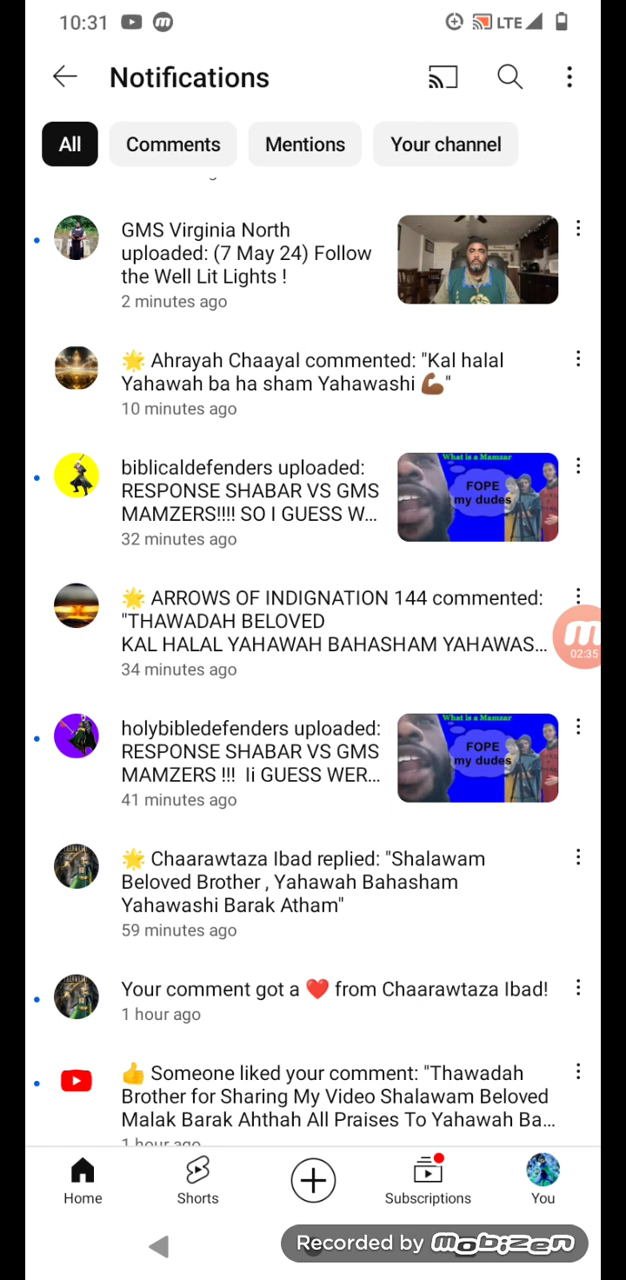 10:31
LTE
Notifications
All
Comments
Mentions
Your channel
GMS Virginia North
uploaded: (7 May 24) Follow
the Well Lit Lights !
2 minutes ago
🌟 Ahrayah Chaayal commented: "Kal halal
Yahawah ba ha sham Yahawashi 💪🏾"
10 minutes ago
biblicaldefenders uploaded:
RESPONSE SHABAR VS GMS
MAMZERS!!!! SO I GUESS W...
32 minutes ago
What is a Mamzar
FOPE
my dudes
🌟 ARROWS OF INDIGNATION 144 commented:
"THAWADAH BELOVED
KAL HALAL YAHAWAH BAHASHAM YAHAWAS...
34 minutes ago
02:35
holybibledefenders uploaded:
RESPONSE SHABAR VS GMS
MAMZERS !!!  Ii GUESS WER...
41 minutes ago
What is a Mamzar
FOPE
my dudes
🌟 Chaarawtaza Ibad replied: "Shalawam
Beloved Brother , Yahawah Bahasham
Yahawashi Barak Atham"
59 minutes ago
Your comment got a ❤️ from Chaarawtaza Ibad!
1 hour ago
👍 Someone liked your comment: "Thawadah
Brother for Sharing My Video Shalawam Beloved
Malak Barak Ahthah All Praises To Yahawah Ba...
1 hour ago
Home
Shorts
Subscriptions
You
Recorded by mobizen